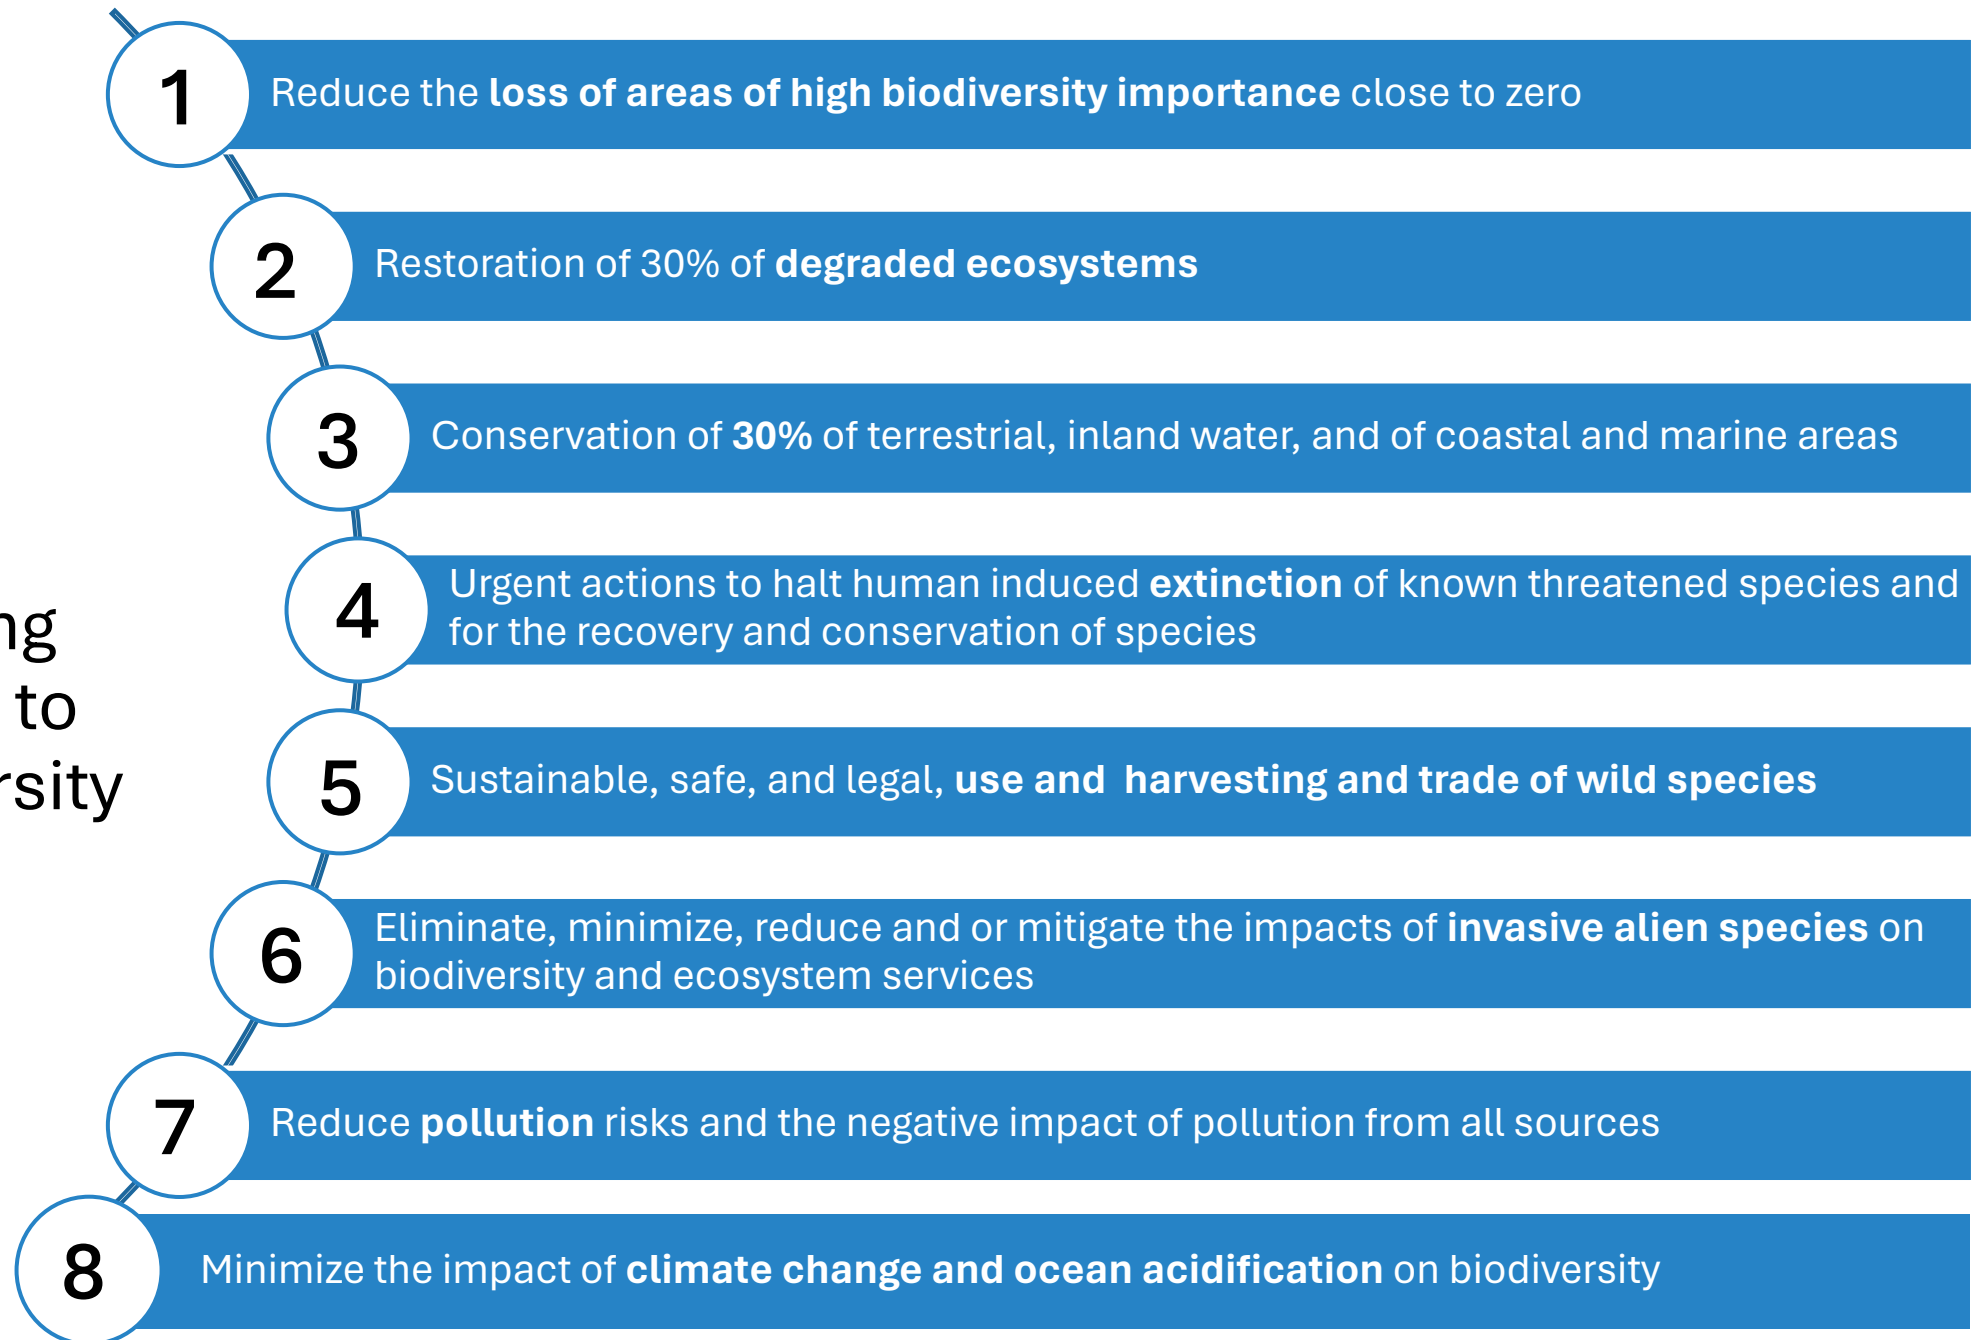 1
Reduce the loss of areas of high biodiversity importance close to zero
2
Restoration of 30% of degraded ecosystems
3
Conservation of 30% of terrestrial, inland water, and of coastal and marine areas
4
Urgent actions to halt human induced extinction of known threatened species and
for the recovery and conservation of species
to
5
Sustainable, safe, and legal, use and  harvesting and trade of wild species
6
Eliminate, minimize, reduce and or mitigate the impacts of invasive alien species on
biodiversity and ecosystem services
7
Reduce pollution risks and the negative impact of pollution from all sources
8
Minimize the impact of climate change and ocean acidification on biodiversity